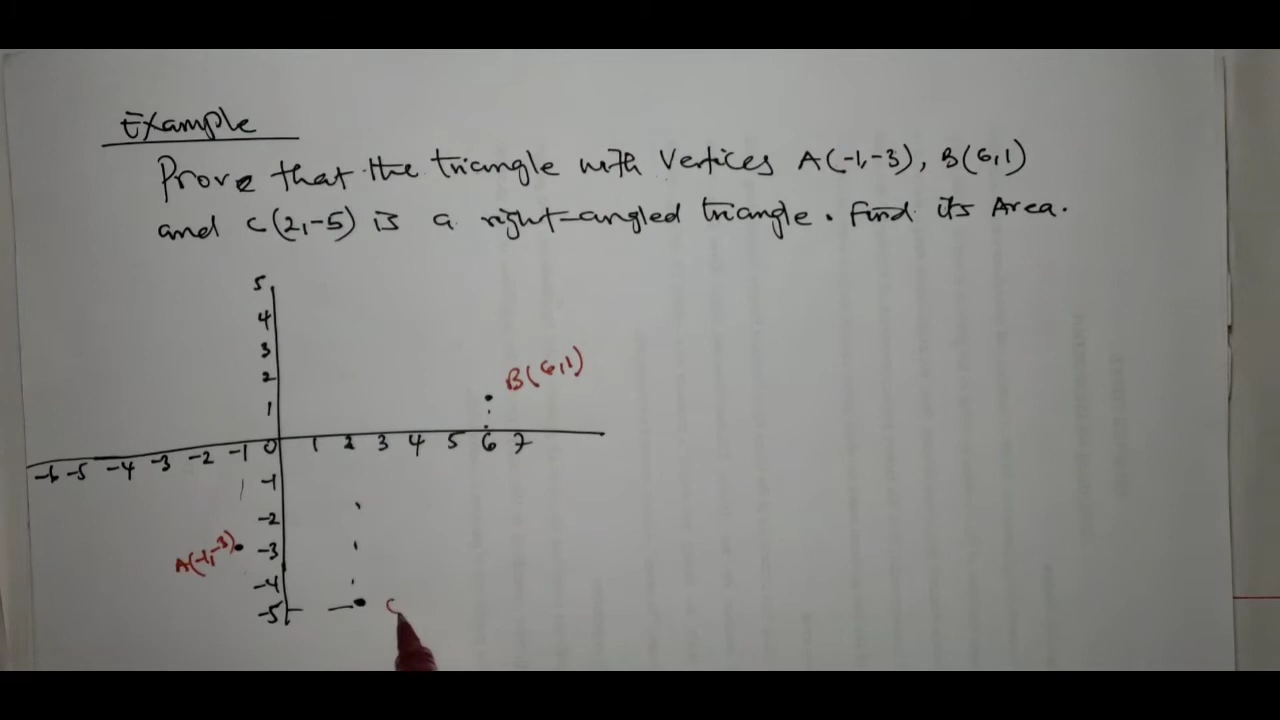 Example
Prove that the triangle with vertices A(-1,-3), B(6,1)
and C(2,-5) is a right-angled triangle. Find its Area.
5
4
3
2
1
B(6,1)
-6 -5 -4 -3 -2 -1 0 1 2 3 4 5 6 7
-1
-2
A(-1,-3)
-3
-4
-5
C